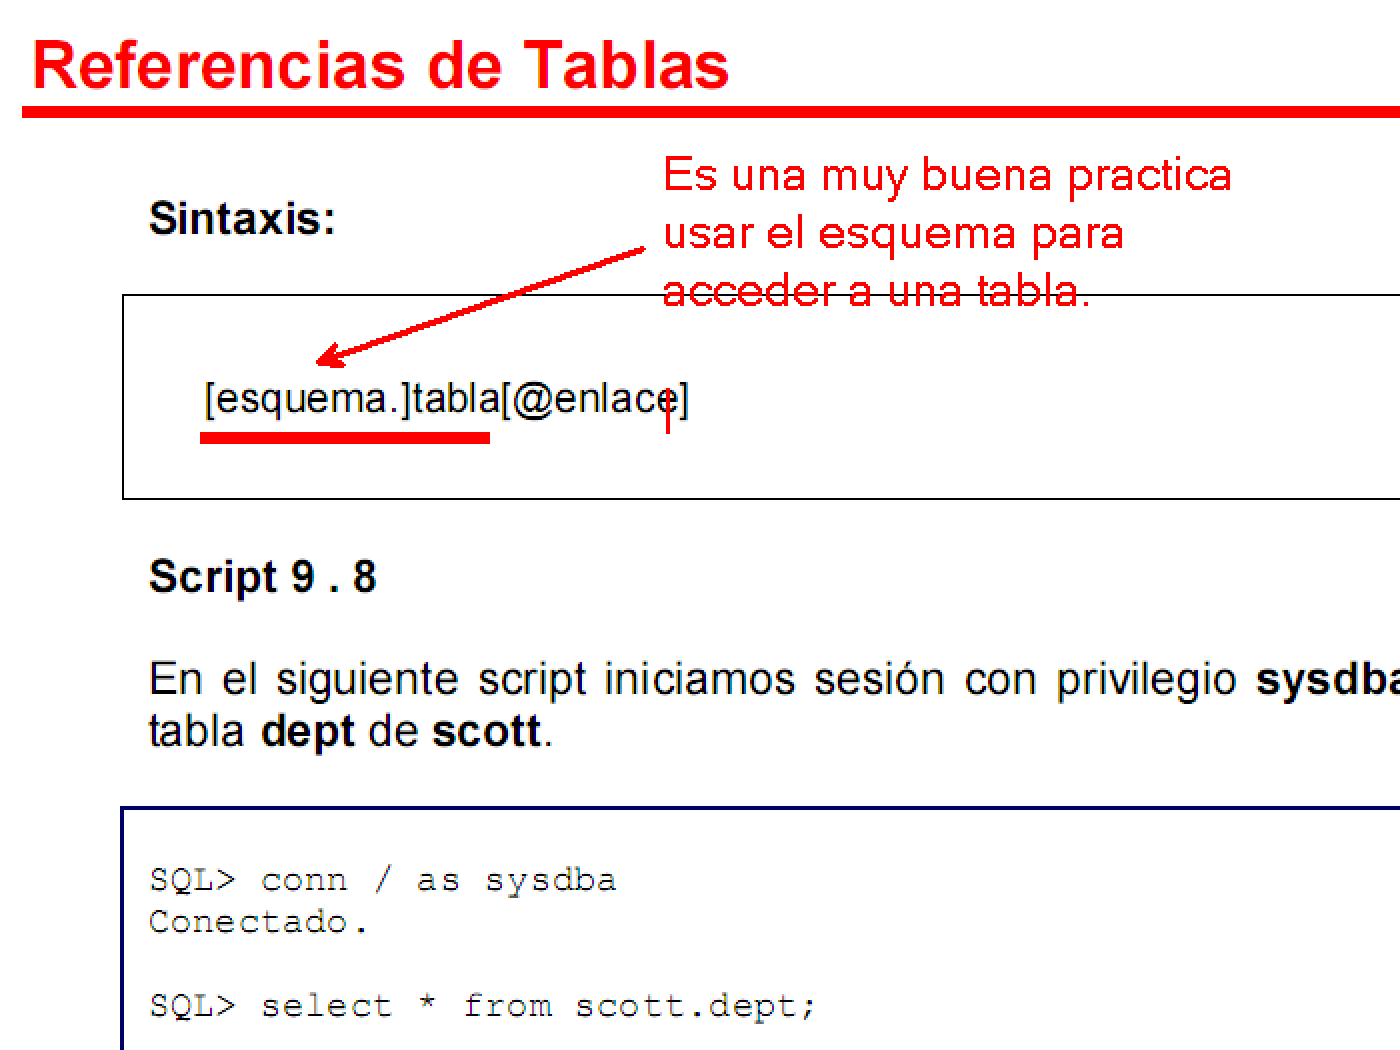 Referencias de Tablas
Es una muy buena practica
usar el esquema para
acceder a una tabla.
Sintaxis:
[esquema.]tabla[@enlace]
Script 9 . 8
En el siguiente script iniciamos sesión con privilegio sysdba
tabla dept de scott.
SQL> conn / as sysdba
Conectado.
SQL> select * from scott.dept;